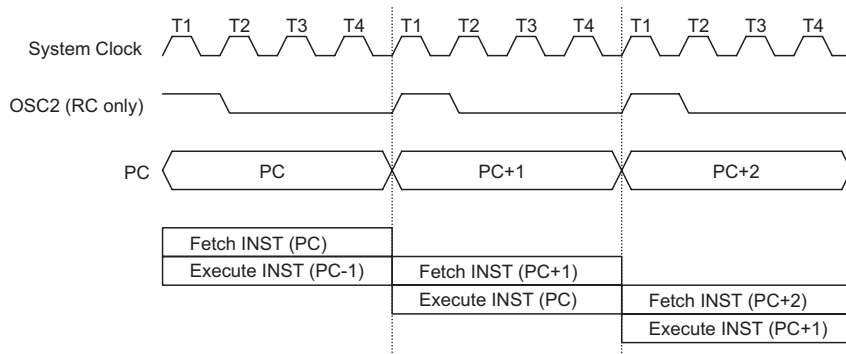 T1 T2 T3 T4 T1 T2 T3 T4 T1 T2 T3 T4
System Clock
OSC2 (RC only)
PC PC PC+1 PC+2
Fetch INST (PC)
Execute INST (PC-1) Fetch INST (PC+1)
Execute INST (PC) Fetch INST (PC+2)
Execute INST (PC+1)